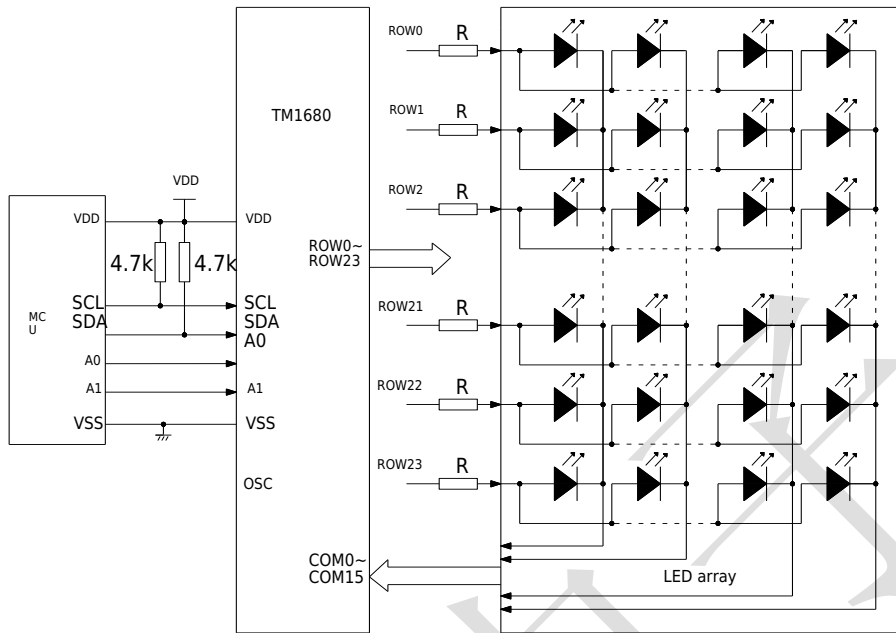 ROW0
R
TM1680
ROW1
R
VDD
ROW2
R
VDD
VDD
ROW0~
ROW23
4.7k
4.7k
MC
U
SCL
SDA
SCL
SDA
A0
ROW21
R
A0
A1
A1
ROW22
R
VSS
VSS
ROW23
R
OSC
COM0~
COM15
LED array